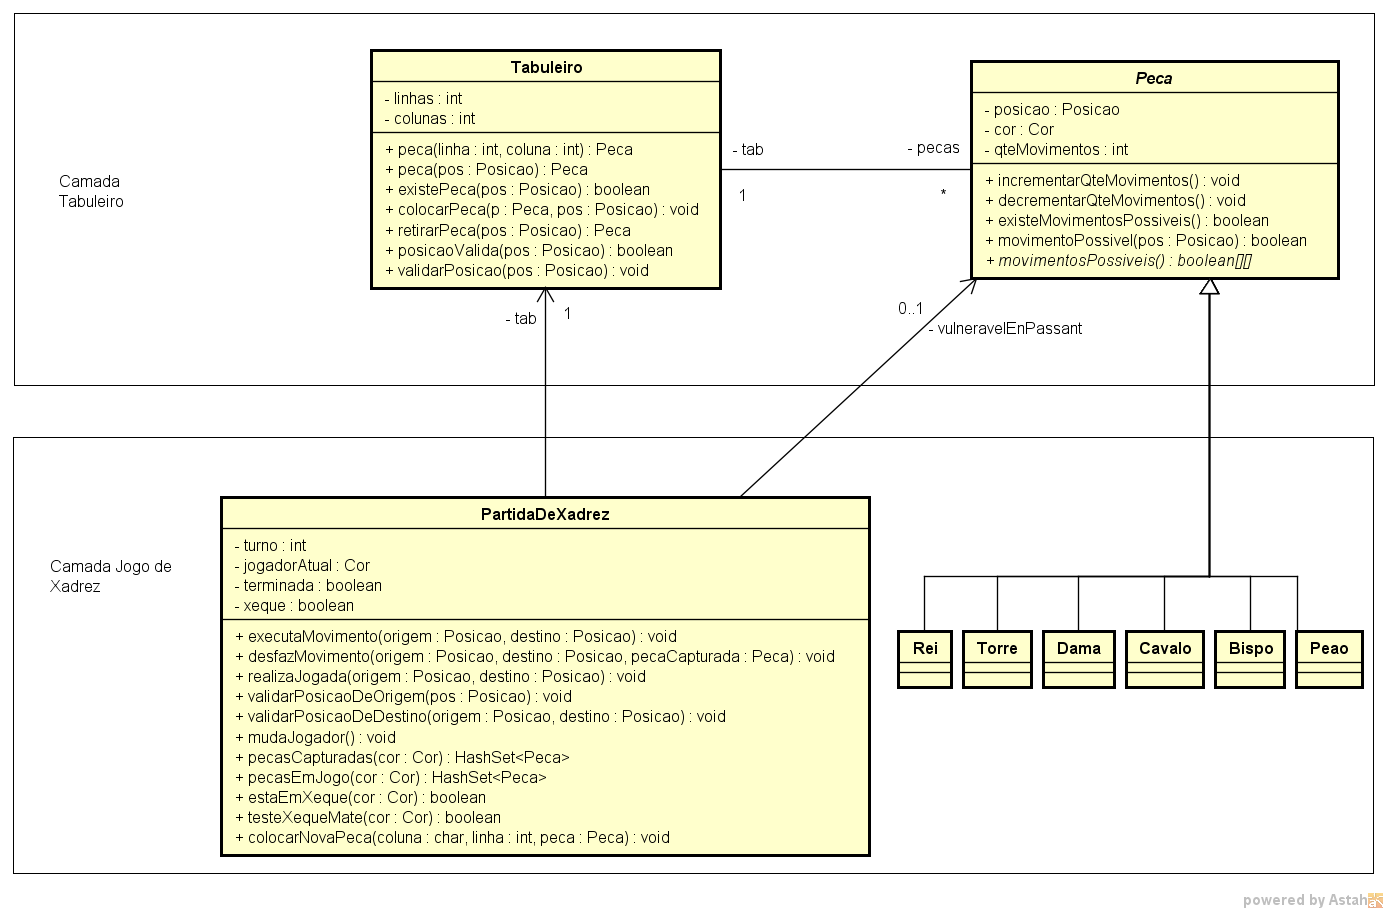 Camada
Tabuleiro
Tabuleiro
- linhas : int
- colunas : int
+ peca(linha : int, coluna : int) : Peca
+ peca(pos : Posicao) : Peca
+ existePeca(pos : Posicao) : boolean
+ colocarPeca(p : Peca, pos : Posicao) : void
+ retirarPeca(pos : Posicao) : Peca
+ posicaoValida(pos : Posicao) : boolean
+ validarPosicao(pos : Posicao) : void
- tab
1
- pecas
*
Peca
- posicao : Posicao
- cor : Cor
- qteMovimentos : int
+ incrementarQteMovimentos() : void
+ decrementarQteMovimentos() : void
+ existeMovimentosPossiveis() : boolean
+ movimentoPossivel(pos : Posicao) : boolean
+ movimentosPossiveis() : boolean[][]
- tab
1
0..1
- vulneravelEnPassant
Camada Jogo de
Xadrez
PartidaDeXadrez
- turno : int
- jogadorAtual : Cor
- terminada : boolean
- xeque : boolean
+ executaMovimento(origem : Posicao, destino : Posicao) : void
+ desfazMovimento(origem : Posicao, destino : Posicao, pecaCapturada : Peca) : void
+ realizaJogada(origem : Posicao, destino : Posicao) : void
+ validarPosicaoDeOrigem(pos : Posicao) : void
+ validarPosicaoDeDestino(origem : Posicao, destino : Posicao) : void
+ mudaJogador() : void
+ pecasCapturadas(cor : Cor) : HashSet<Peca>
+ pecasEmJogo(cor : Cor) : HashSet<Peca>
+ estaEmXeque(cor : Cor) : boolean
+ testeXequeMate(cor : Cor) : boolean
+ colocarNovaPeca(coluna : char, linha : int, peca : Peca) : void
Rei
Torre
Dama
Cavalo
Bispo
Peao
powered by Astah